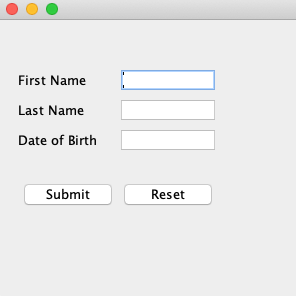 First Name
Last Name
Date of Birth
Submit Reset